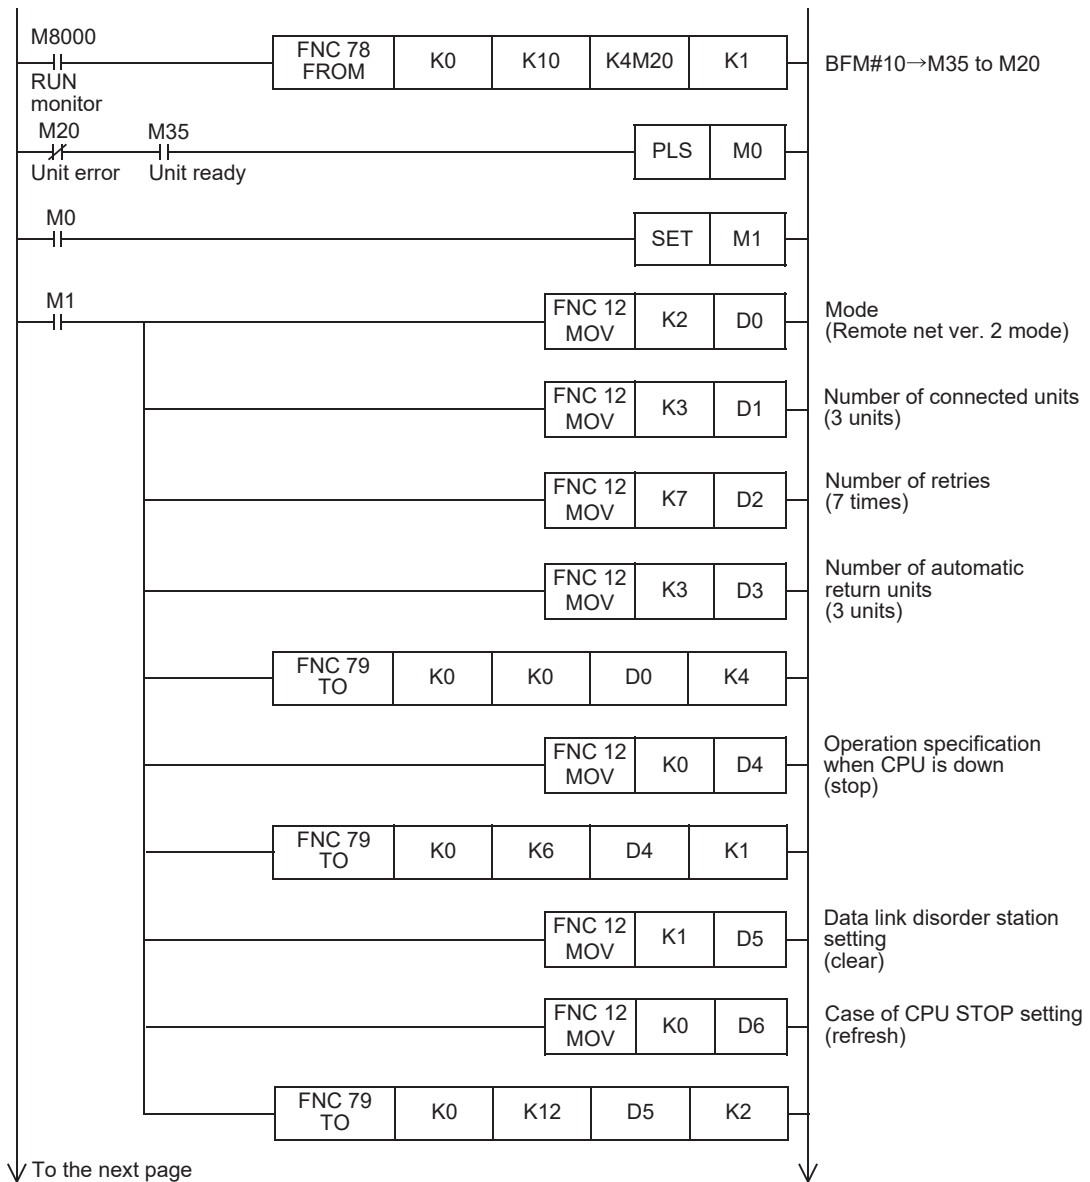 M8000
RUN
monitor
FNC 78
FROM
K0
K10
K4M20
K1
BFM#10→M35 to M20
M20
Unit error
M35
Unit ready
PLS
M0
M0
SET
M1
M1
FNC 12
MOV
K2
D0
Mode
(Remote net ver. 2 mode)
FNC 12
MOV
K3
D1
Number of connected units
(3 units)
FNC 12
MOV
K7
D2
Number of retries
(7 times)
FNC 12
MOV
K3
D3
Number of automatic
return units
(3 units)
FNC 79
TO
K0
K0
D0
K4
FNC 12
MOV
K0
D4
Operation specification
when CPU is down
(stop)
FNC 79
TO
K0
K6
D4
K1
FNC 12
MOV
K1
D5
Data link disorder station
setting
(clear)
FNC 12
MOV
K0
D6
Case of CPU STOP setting
(refresh)
FNC 79
TO
K0
K12
D5
K2
To the next page